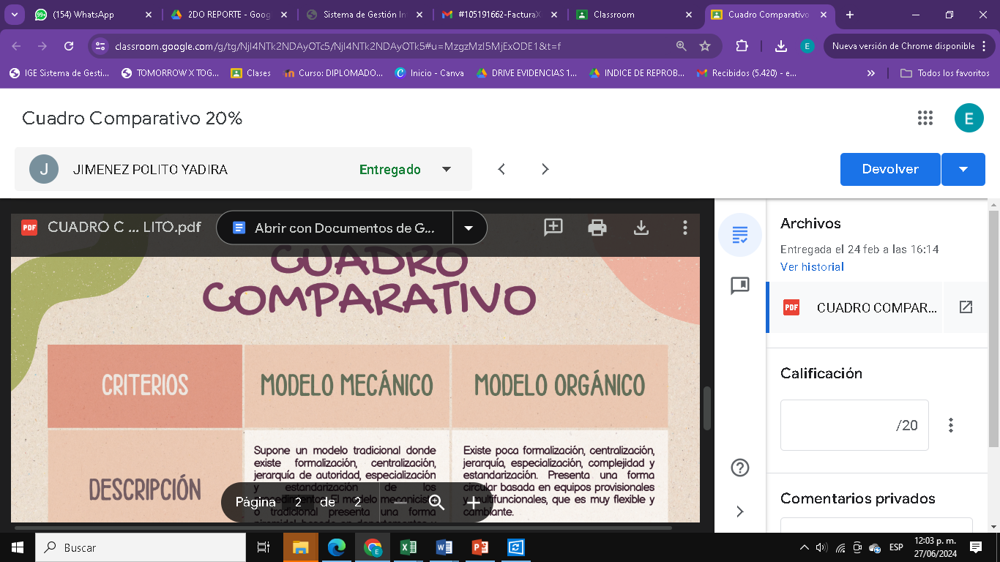 99+
(154) WhatsApp
2DO REPORTE - Goog
Sistema de Gestión In
#105191662-FacturaX
Classroom
Cuadro Comparativo
classroom.google.com/g/tg/NjI4NTk2NDAyOTc5/NjI4NTk2NDAyOTk5#u=MzgzMzI5MjExODE1&t=f
E
Nueva versión de Chrome disponible
IGE Sistema de Gesti...
TOMORROW X TOG...
Clases
Curso: DIPLOMADO...
Inicio - Canva
DRIVE EVIDENCIAS 1...
INDICE DE REPROB...
Recibidos (5.420) - e...
»
Todos los favoritos
Cuadro Comparativo 20%
E
J
JIMENEZ POLITO YADIRA
Entregado
Devolver
PDF
CUADRO C ... LITO.pdf
Abrir con Documentos de G...
CUADRO
COMPARATIVO
CRITERIOS
MODELO MECÁNICO
MODELO ORGÁNICO
DESCRIPCIÓN
Supone un modelo tradicional donde
existe formalización, centralización,
jerarquía de autoridad, especialización
y estandarización de los
procedimientos. El modelo mecanicista
o tradicional presenta una forma
piramidal basada en departamentos y
Existe poca formalización, centralización,
jerarquía, especialización, complejidad y
estandarización. Presenta una forma
circular basada en equipos provisionales
y multifuncionales, que es muy flexible y
cambiante.
Página 2 de 2
Archivos
Entregada el 24 feb a las 16:14
Ver historial
PDF
CUADRO COMPAR...
Calificación
/20
Comentarios privados
Buscar
ESP
12:03 p. m.
27/06/2024